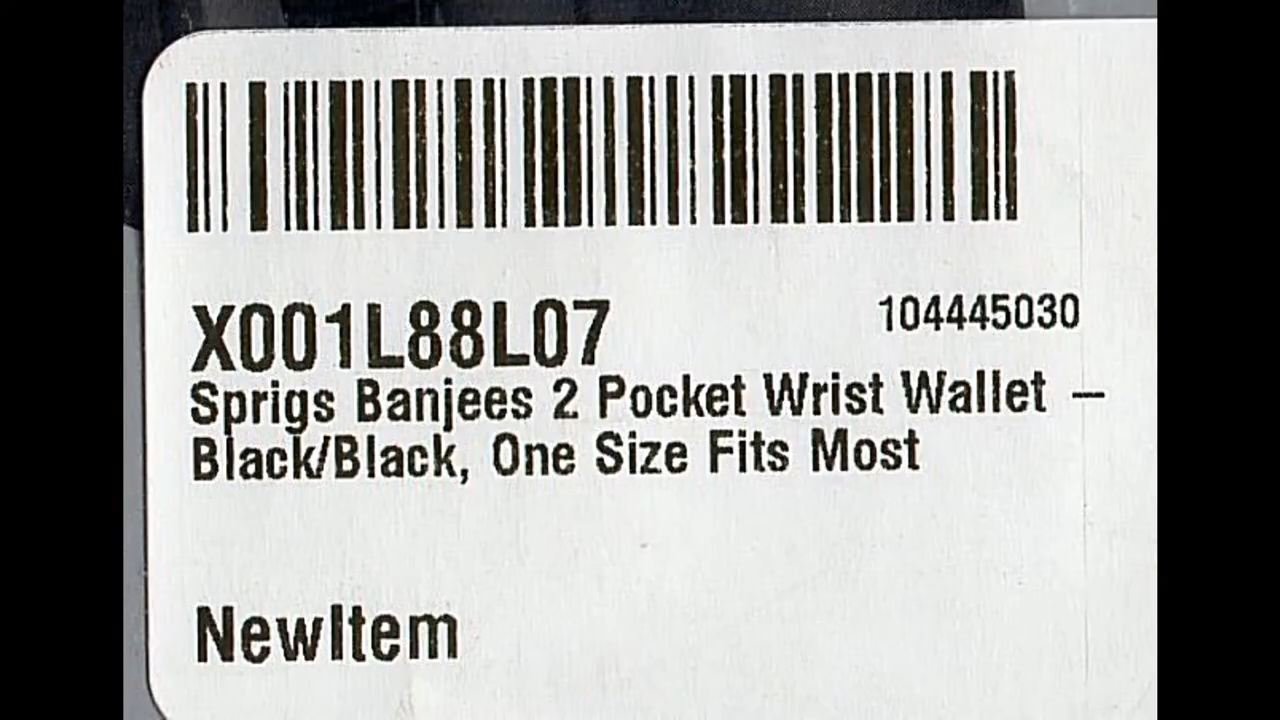 X001L88L07
104445030
Sprigs Banjees 2 Pocket Wrist Wallet –
Black/Black, One Size Fits Most
NewItem